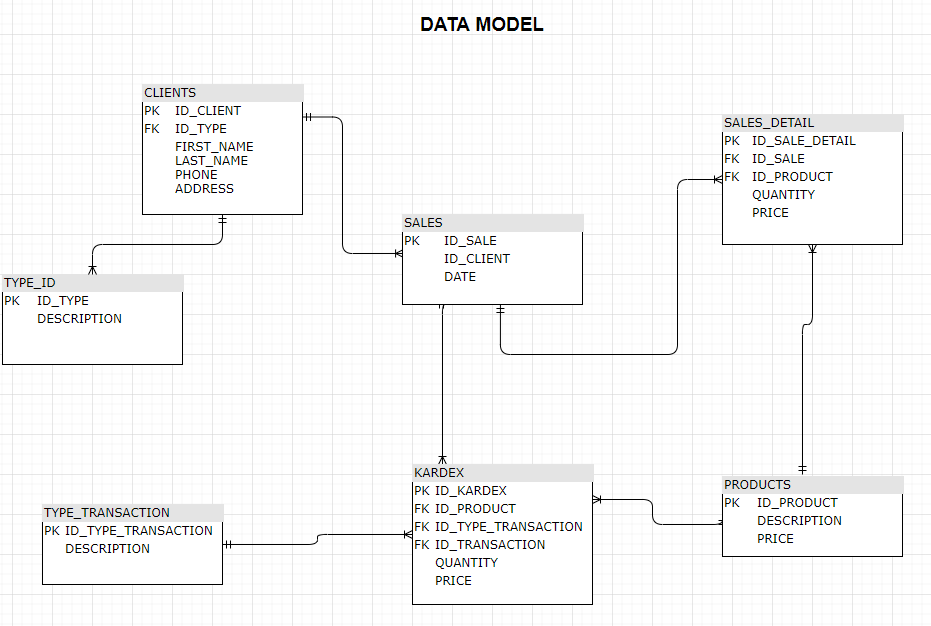 DATA MODEL
CLIENTS
PK ID_CLIENT
FK ID_TYPE
FIRST_NAME
LAST_NAME
PHONE
ADDRESS
SALES_DETAIL
PK ID_SALE_DETAIL
FK ID_SALE
FK ID_PRODUCT
QUANTITY
PRICE
SALES
PK ID_SALE
ID_CLIENT
DATE
TYPE_ID
PK ID_TYPE
DESCRIPTION
KARDEX
PK ID_KARDEX
FK ID_PRODUCT
FK ID_TYPE_TRANSACTION
FK ID_TRANSACTION
QUANTITY
PRICE
PRODUCTS
PK ID_PRODUCT
DESCRIPTION
PRICE
TYPE_TRANSACTION
PK ID_TYPE_TRANSACTION
DESCRIPTION